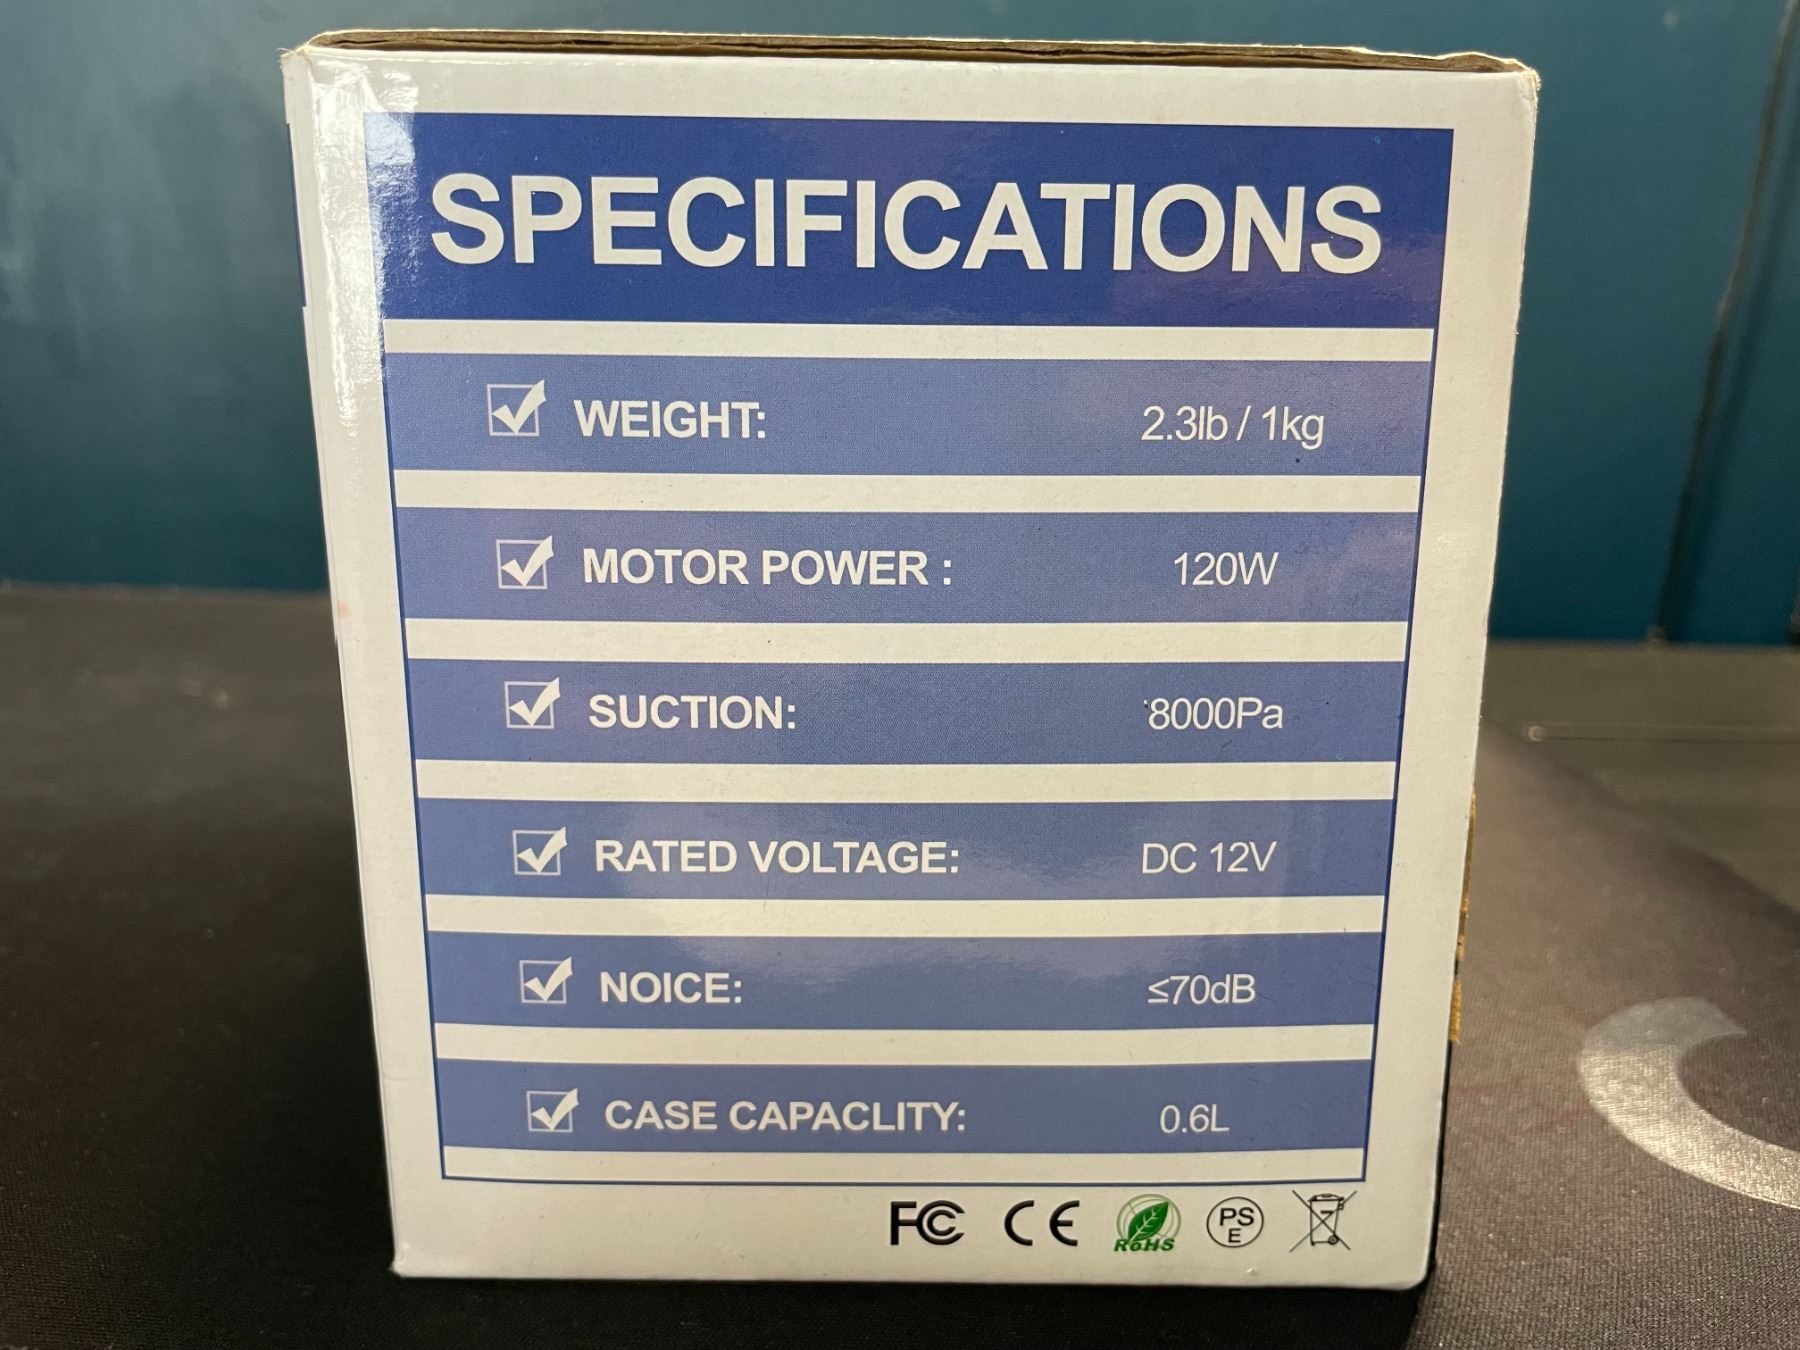 SPECIFICATIONS
WEIGHT: 2.3lb / 1kg
MOTOR POWER : 120W
SUCTION: 8000Pa
RATED VOLTAGE: DC 12V
NOICE: ≤70dB
CASE CAPACLITY: 0.6L
FC CE RoHS PS E